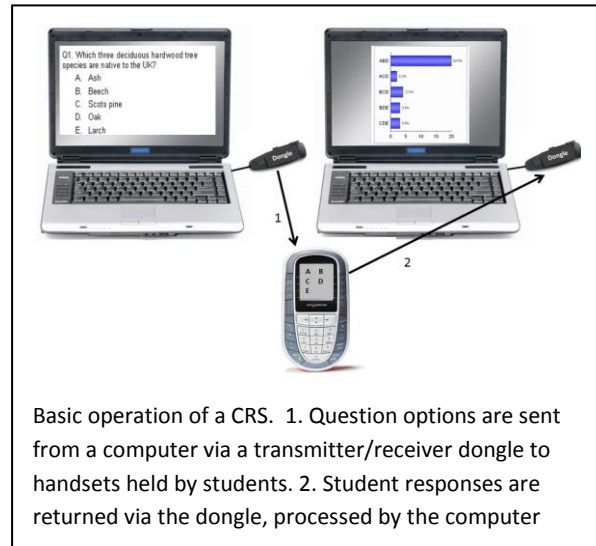 Q1. Which three deciduous hardwood tree
species are native to the UK?
A. Ash
B. Beech
C. Scots pine
D. Oak
E. Larch
Dongle
ABD
ACD
BCD
BDE
CDE
0 5 10 15 20
Dongle
1
2
A B
C D
E
Basic operation of a CRS. 1. Question options are sent
from a computer via a transmitter/receiver dongle to
handsets held by students. 2. Student responses are
returned via the dongle, processed by the computer